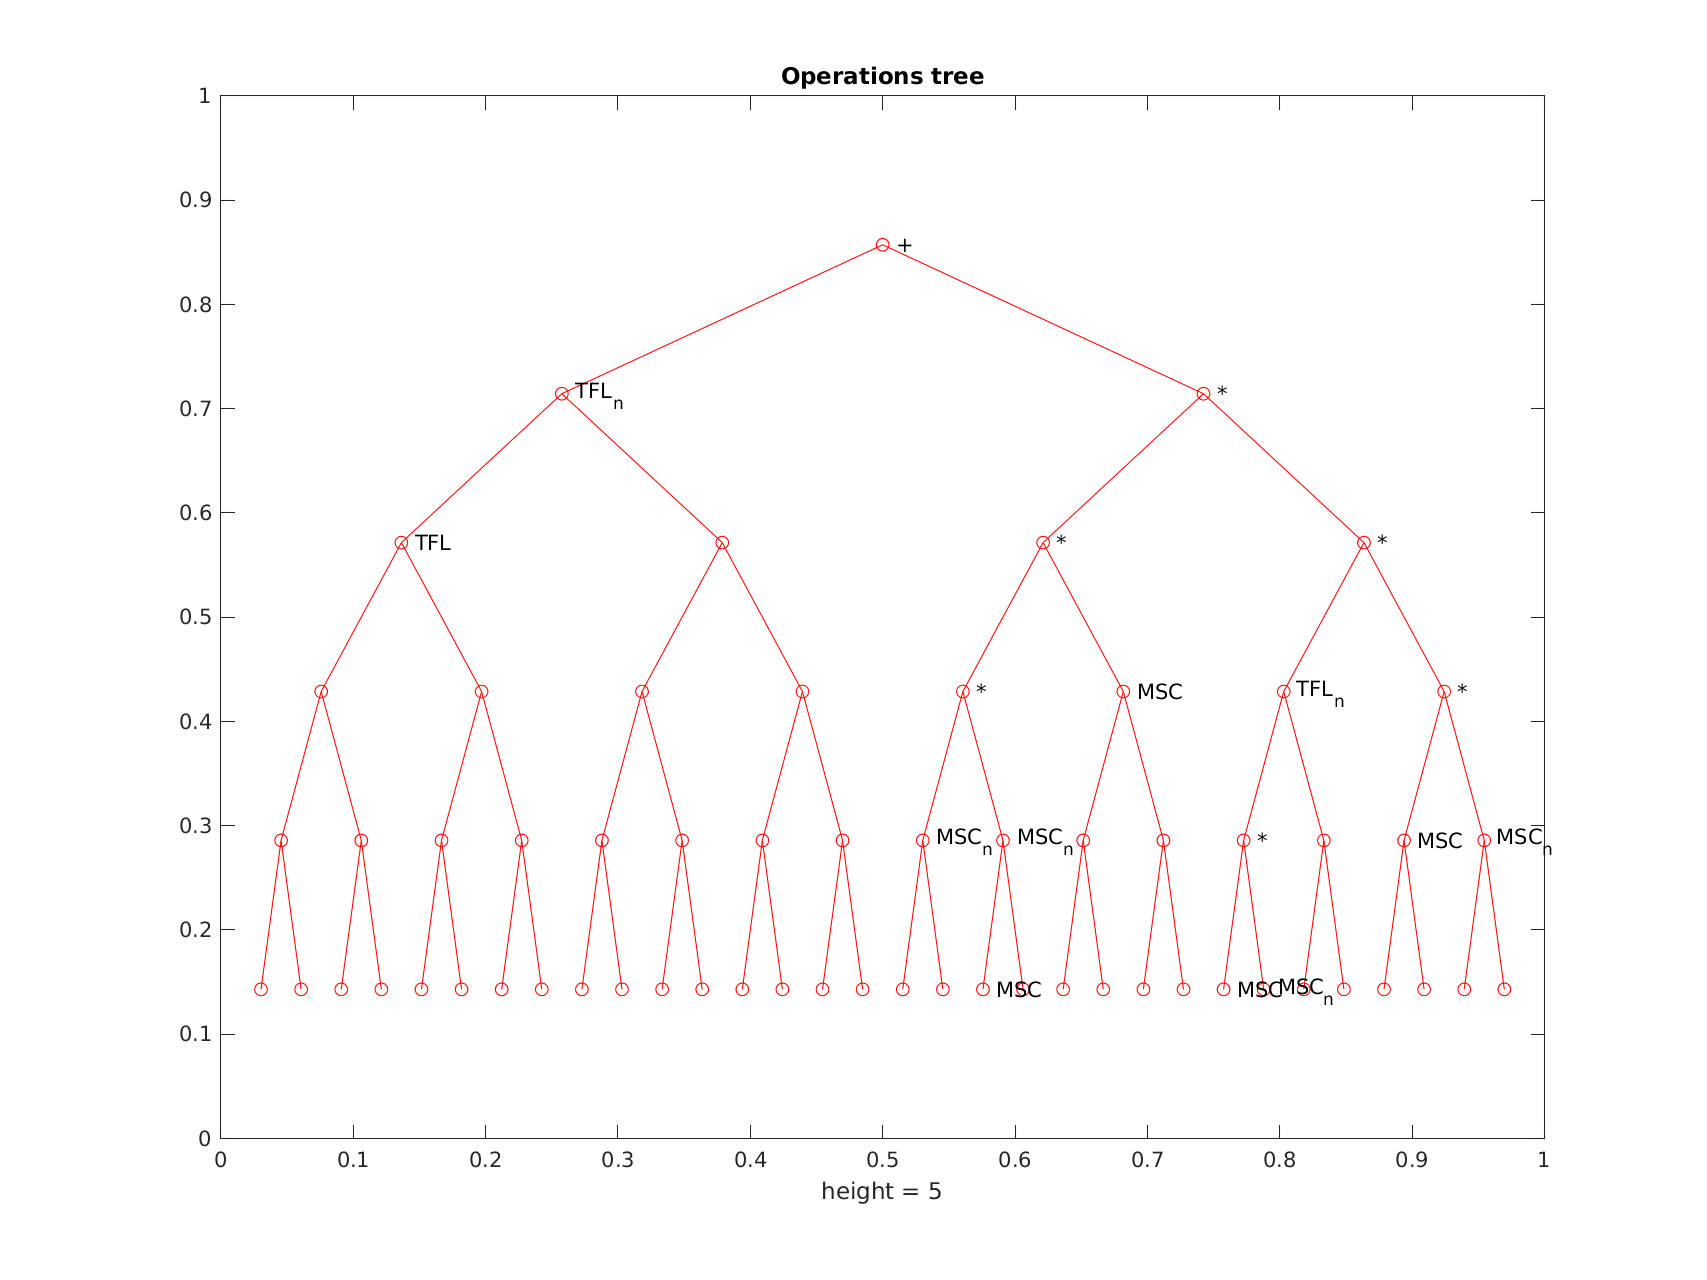 Operations tree
1
0.9
+
0.8
TFLn *
0.7
0.6
TFL * *
0.5
* MSC TFLn *
0.4
0.3
MSCn MSCn * MSC MSCn
0.2
MSC MSC MSCn
0.1
0
0 0.1 0.2 0.3 0.4 0.5 0.6 0.7 0.8 0.9 1
height = 5